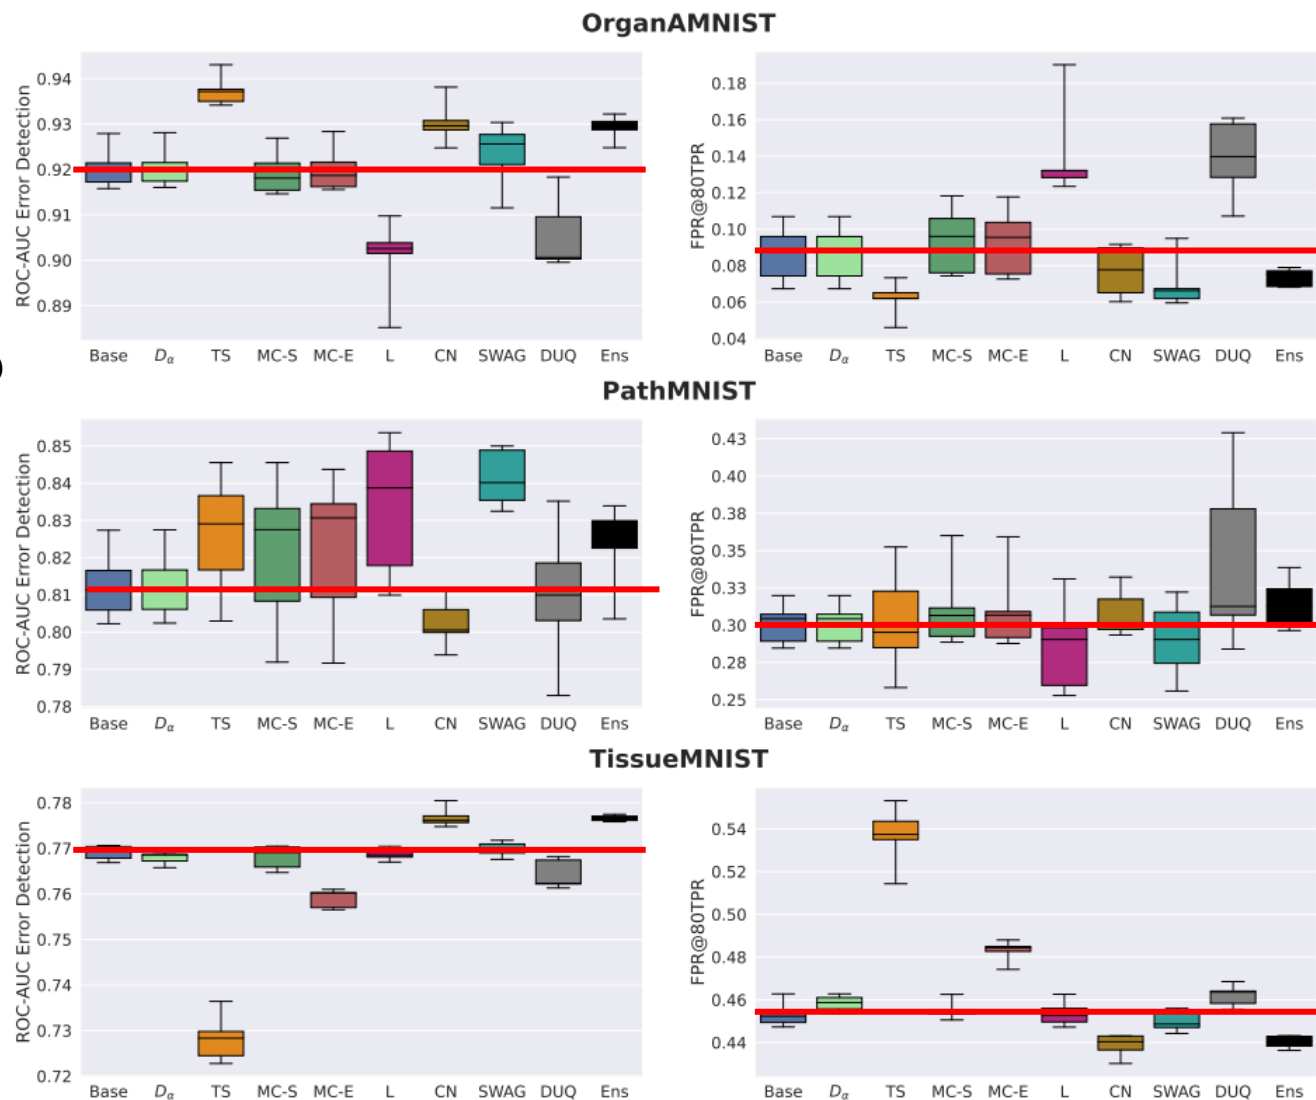 OrganAMNIST
ROC-AUC Error Detection
0.94
0.93
0.92
0.91
0.90
0.89
Base Dα TS MC-S MC-E L CN SWAG DUQ Ens
FPR@80TPR
0.18
0.16
0.14
0.12
0.10
0.08
0.06
0.04
Base Dα TS MC-S MC-E L CN SWAG DUQ Ens
PathMNIST
ROC-AUC Error Detection
0.85
0.84
0.83
0.82
0.81
0.80
0.79
0.78
Base Dα TS MC-S MC-E L CN SWAG DUQ Ens
FPR@80TPR
0.43
0.40
0.38
0.35
0.33
0.30
0.28
0.25
Base Dα TS MC-S MC-E L CN SWAG DUQ Ens
TissueMNIST
ROC-AUC Error Detection
0.78
0.77
0.76
0.75
0.74
0.73
0.72
Base Dα TS MC-S MC-E L CN SWAG DUQ Ens
FPR@80TPR
0.54
0.52
0.50
0.48
0.46
0.44
Base Dα TS MC-S MC-E L CN SWAG DUQ Ens